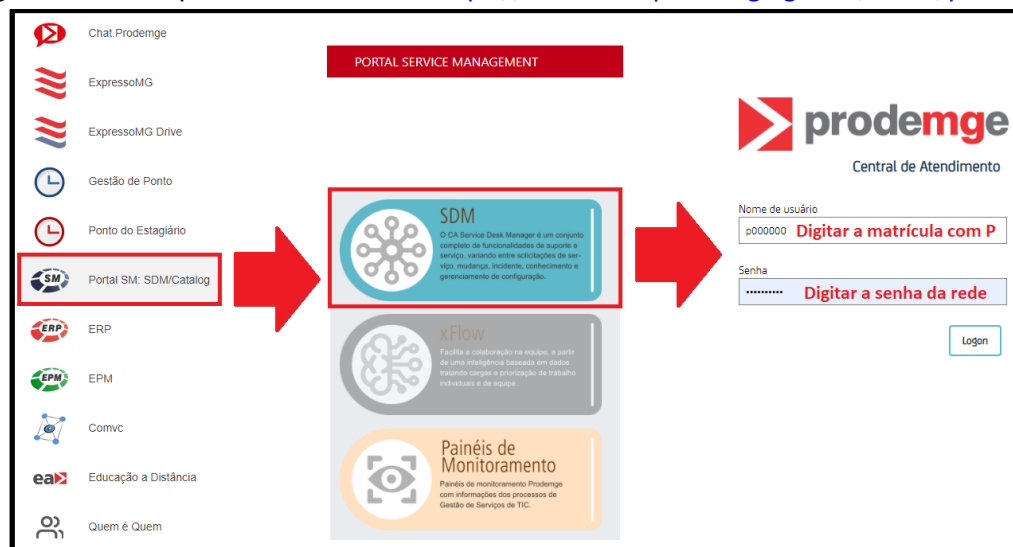 Chat.Prodemge
ExpressoMG
ExpressoMG Drive
Gestão de Ponto
Ponto do Estagiário
SM
Portal SM: SDM/Catalog
ERP
ERP
EPM
EPM
Comvc
ea
Educação a Distância
Quem é Quem
PORTAL SERVICE MANAGEMENT
SDM
O CA Service Desk Manager é um conjunto
completo de funcionalidades de suporte e
serviço, variando entre solicitações de ser-
viço, mudança, incidente, conhecimento e
gerenciamento de configuração.
xFlow
Facilita a colaboração na equipe, a partir
de uma inteligência baseada em dados
tratando cargas a priorização de trabalho
individuais e de equipe.
Painéis de
Monitoramento
Painéis de monitoramento Prodemge
com informações dos processos de
Gestão de Serviços de TIC.
prodemge
Central de Atendimento
Nome de usuário
p000000 Digitar a matrícula com P
Senha
•••••••••• Digitar a senha da rede
Logon